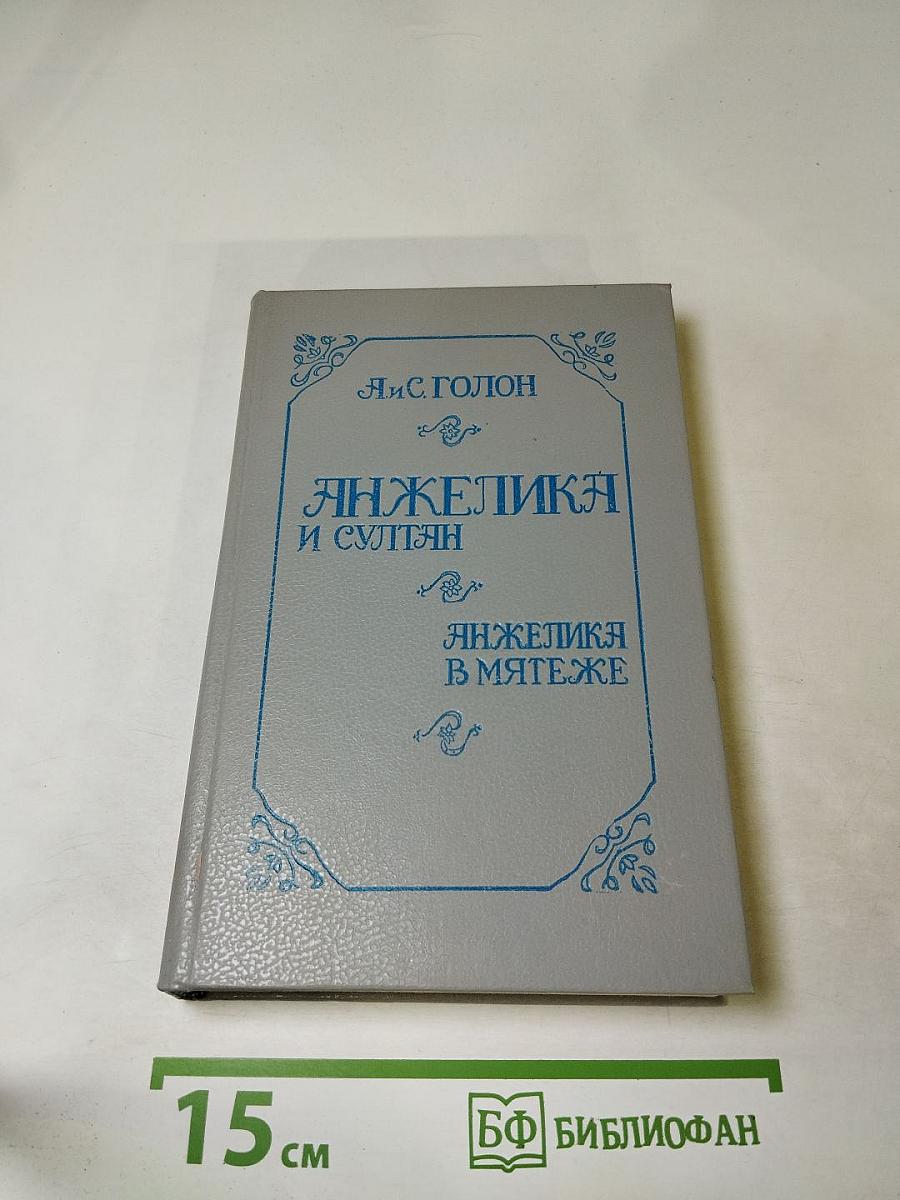 А и С. ГОЛОН
АНЖЕЛИКА
И СУЛТАН
АНЖЕЛИКА
В МЯТЕЖЕ
15 см
БФ БИБЛИОФАН